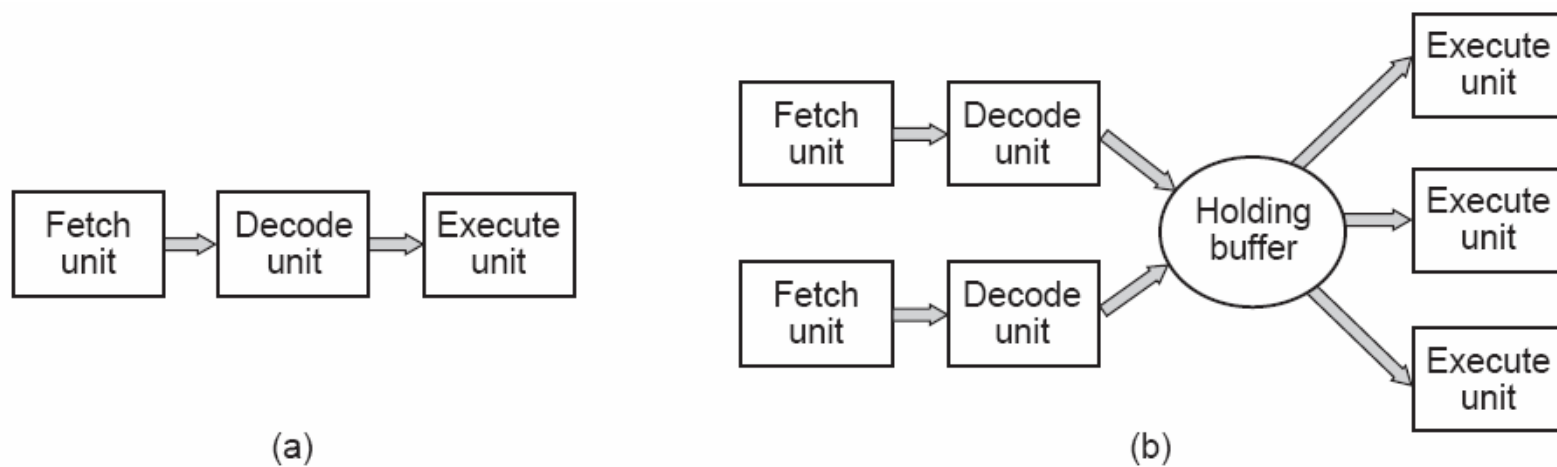 Fetch
unit
Decode
unit
Execute
unit
(a)
Fetch
unit
Decode
unit
Fetch
unit
Decode
unit
Holding
buffer
Execute
unit
Execute
unit
Execute
unit
(b)